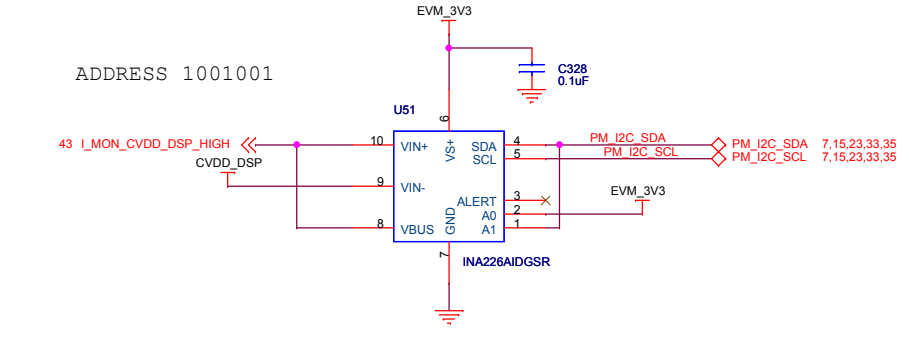 EVM_3V3
ADDRESS 1001001
C328
0.1uF
U51
6
43 I_MON_CVDD_DSP_HIGH
10
VIN+
VS+
SDA
4
PM_I2C_SDA
PM_I2C_SDA 7,15,23,33,35
SCL
5
PM_I2C_SCL
PM_I2C_SCL 7,15,23,33,35
CVDD_DSP
9
VIN-
ALERT
3
EVM_3V3
A0
2
8
VBUS
GND
A1
1
7
INA226AIDGSR